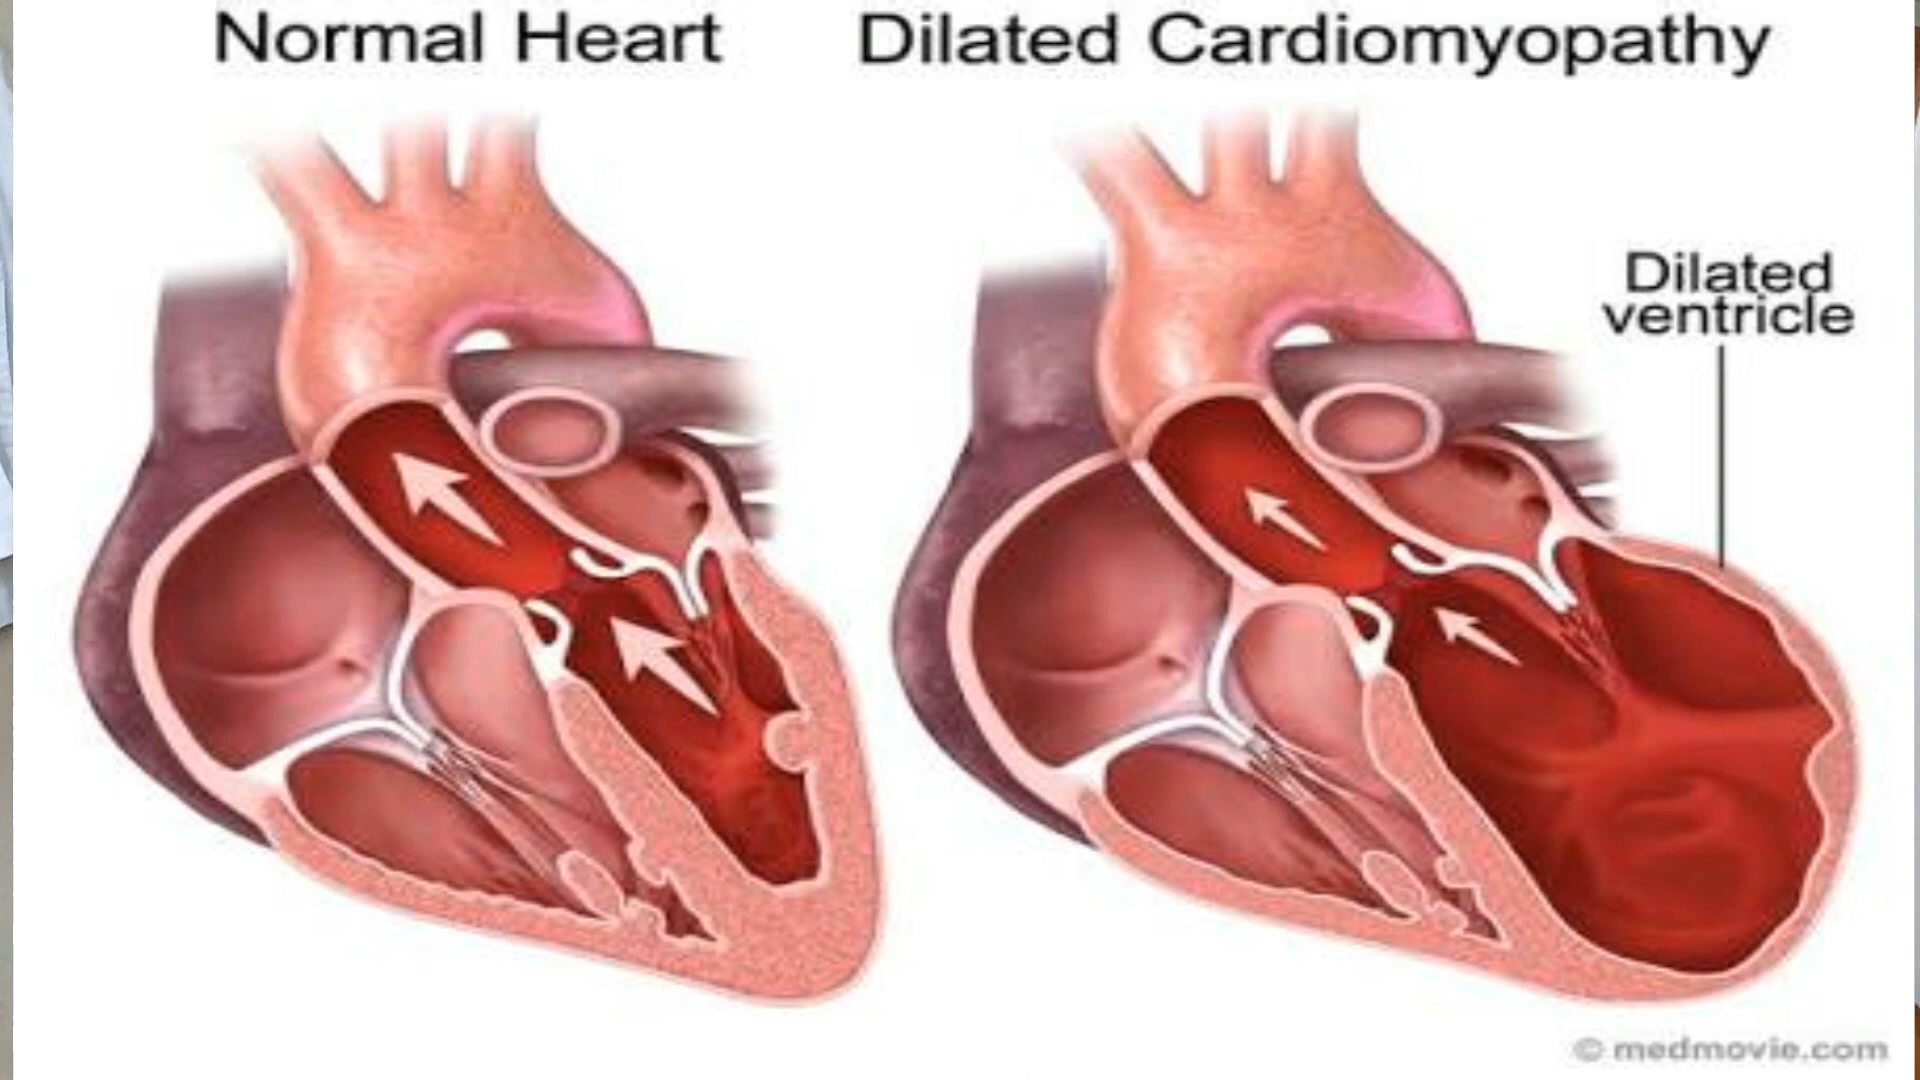 Normal Heart
Dilated Cardiomyopathy
Dilated
ventricle
© medmovie.com